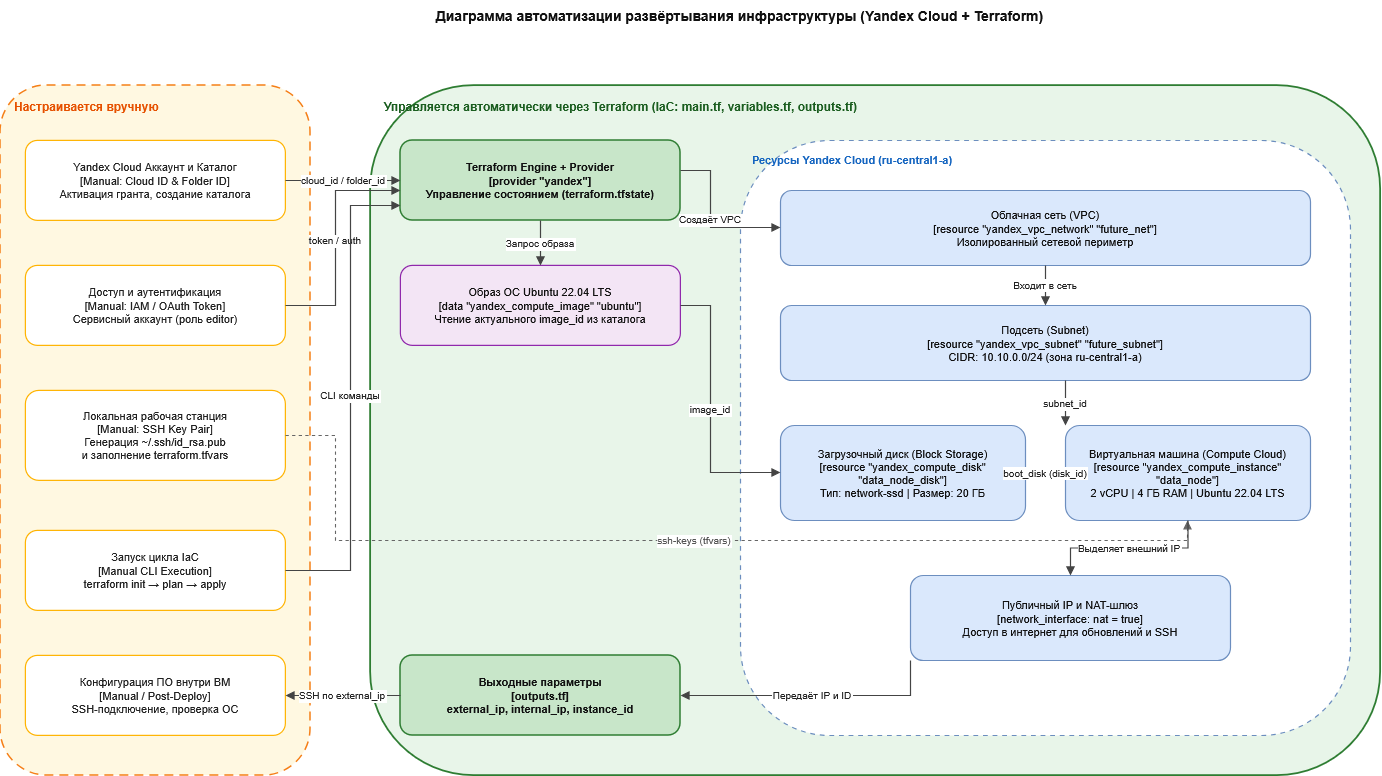 Диаграмма автоматизации развёртывания инфраструктуры (Yandex Cloud + Terraform)
Настраивается вручную
Yandex Cloud Аккаунт и Каталог
[Manual: Cloud ID & Folder ID]
Активация гранта, создание каталога
Доступ и аутентификация
[Manual: IAM / OAuth Token]
Сервисный аккаунт (роль editor)
Локальная рабочая станция
[Manual: SSH Key Pair]
Генерация ~/.ssh/id_rsa.pub
и заполнение terraform.tfvars
Запуск цикла IaC
[Manual CLI Execution]
terraform init → plan → apply
Конфигурация ПО внутри ВМ
[Manual / Post-Deploy]
SSH-подключение, проверка ОС
cloud_id / folder_id
token / auth
CLI команды
SSH по external_ip
Управляется автоматически через Terraform (IaC: main.tf, variables.tf, outputs.tf)
Terraform Engine + Provider
[provider "yandex"]
Управление состоянием (terraform.tfstate)
Запрос образа
Образ ОС Ubuntu 22.04 LTS
[data "yandex_compute_image" "ubuntu"]
Чтение актуального image_id из каталога
Создаёт VPC
image_id
ssh-keys (tfvars)
Выходные параметры
[outputs.tf]
external_ip, internal_ip, instance_id
Ресурсы Yandex Cloud (ru-central1-a)
Облачная сеть (VPC)
[resource "yandex_vpc_network" "future_net"]
Изолированный сетевой периметр
Входит в сеть
Подсеть (Subnet)
[resource "yandex_vpc_subnet" "future_subnet"]
CIDR: 10.10.0.0/24 (зона ru-central1-a)
subnet_id
Загрузочный диск (Block Storage)
[resource "yandex_compute_disk"
"data_node_disk"]
Тип: network-ssd | Размер: 20 ГБ
boot_disk (disk_id)
Виртуальная машина (Compute Cloud)
[resource "yandex_compute_instance"
"data_node"]
2 vCPU | 4 ГБ RAM | Ubuntu 22.04 LTS
Выделяет внешний IP
Публичный IP и NAT-шлюз
[network_interface: nat = true]
Доступ в интернет для обновлений и SSH
Передаёт IP и ID